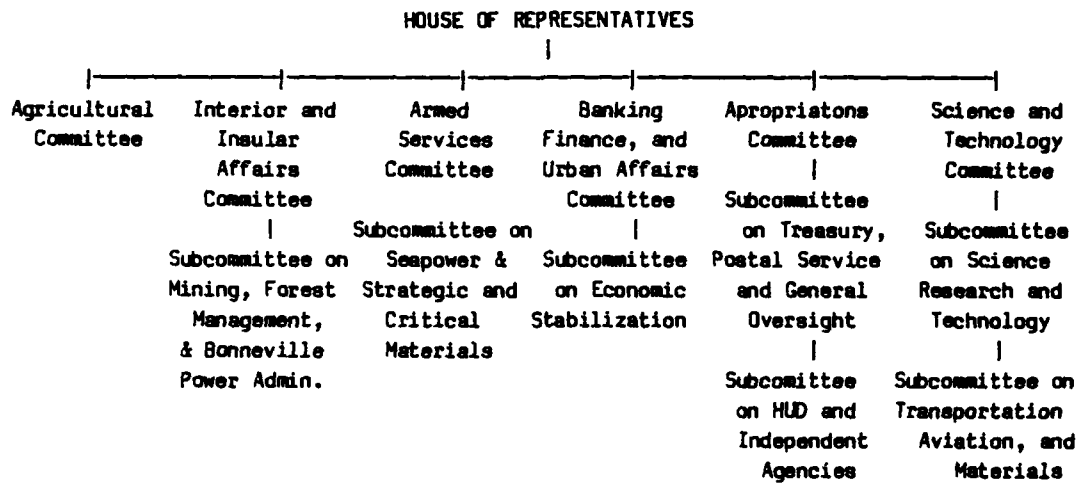 HOUSE OF REPRESENTATIVES
Agricultural
Committee
Interior and
Insular
Affairs
Committee
Subcommittee on
Mining, Forest
Management,
& Bonneville
Power Admin.
Armed
Services
Committee
Subcommittee on
Seapower &
Strategic and
Critical
Materials
Banking
Finance, and
Urban Affairs
Committee
Subcommittee
on Economic
Stabilization
Apropriatons
Committee
Subcommittee
on Treasury,
Postal Service
and General
Oversight
Subcomittee
on HUD and
Independent
Agencies
Science and
Technology
Committee
Subcommittee
on Science
Research and
Technology
Subcommittee on
Transportation
Aviation, and
Materials